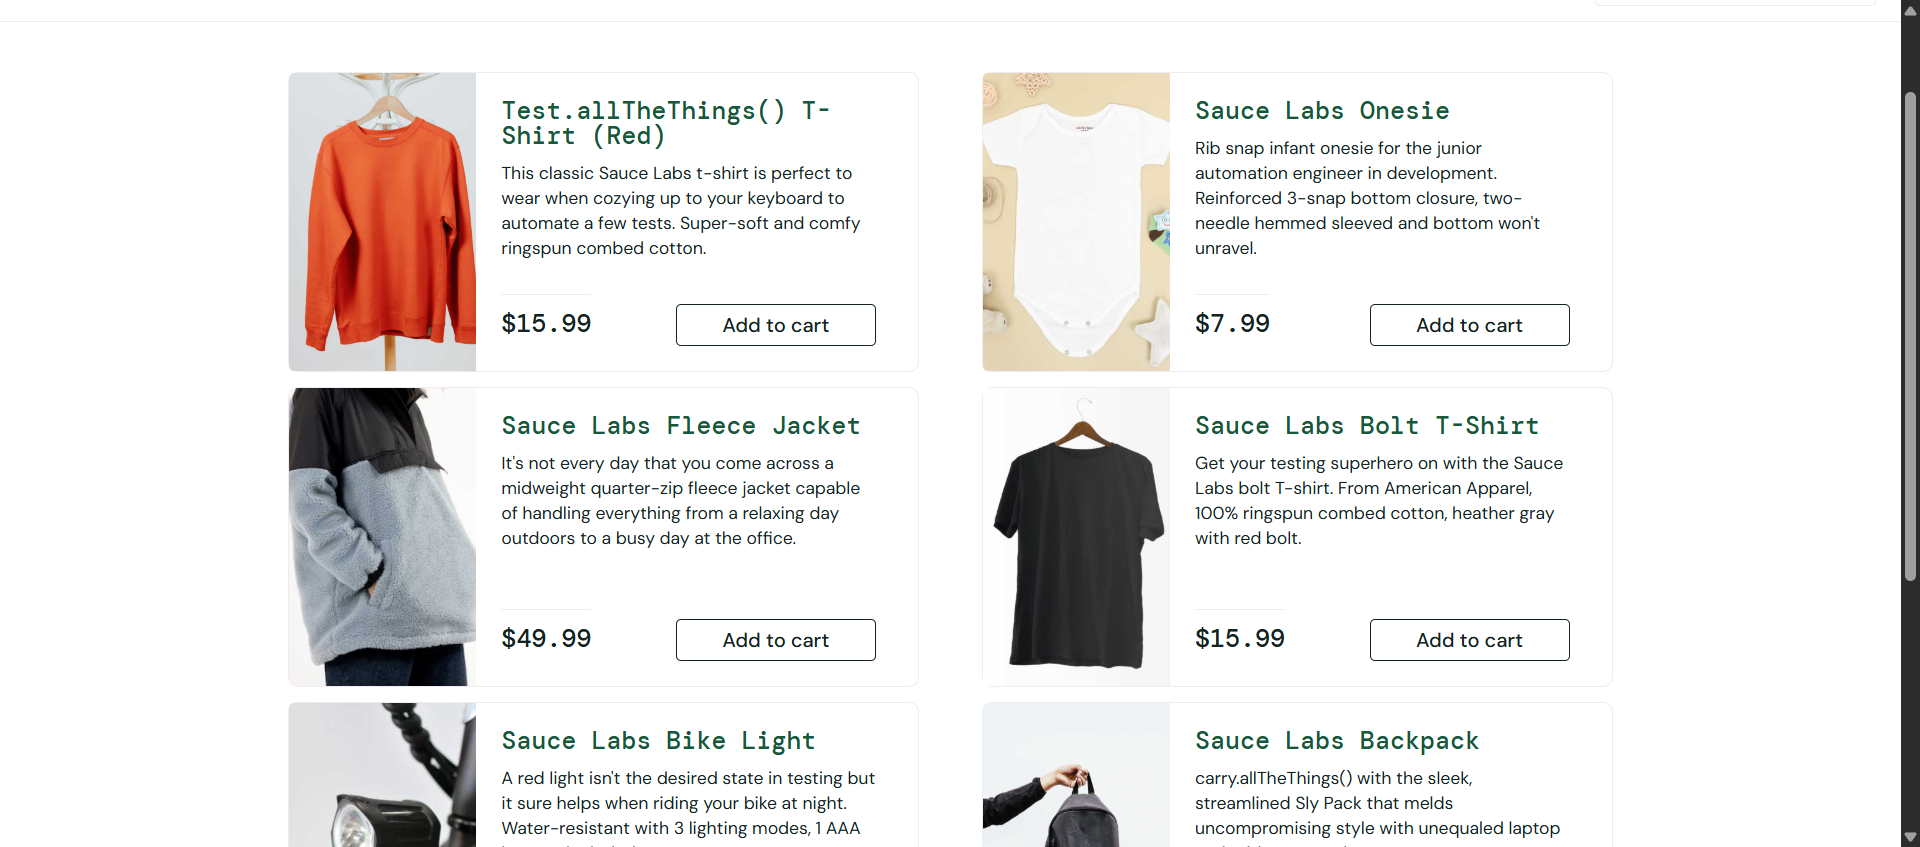 Test.allTheThings() T-
Shirt (Red)
This classic Sauce Labs t-shirt is perfect to
wear when cozying up to your keyboard to
automate a few tests. Super-soft and comfy
ringspun combed cotton.
$15.99
Add to cart
Sauce Labs Onesie
Rib snap infant onesie for the junior
automation engineer in development.
Reinforced 3-snap bottom closure, two-
needle hemmed sleeved and bottom won't
unravel.
$7.99
Add to cart
Sauce Labs Fleece Jacket
It's not every day that you come across a
midweight quarter-zip fleece jacket capable
of handling everything from a relaxing day
outdoors to a busy day at the office.
$49.99
Add to cart
Sauce Labs Bolt T-Shirt
Get your testing superhero on with the Sauce
Labs bolt T-shirt. From American Apparel,
100% ringspun combed cotton, heather gray
with red bolt.
$15.99
Add to cart
Sauce Labs Bike Light
A red light isn't the desired state in testing but
it sure helps when riding your bike at night.
Water-resistant with 3 lighting modes, 1 AAA
Sauce Labs Backpack
carry.allTheThings() with the sleek,
streamlined Sly Pack that melds
uncompromising style with unequaled laptop